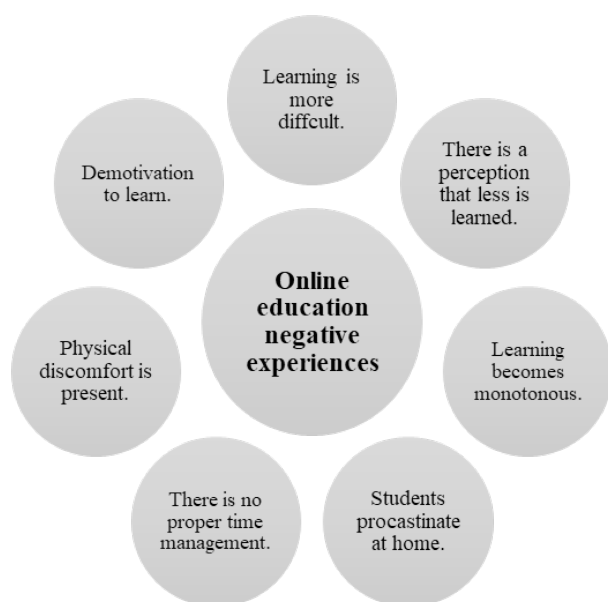 Learning is
more
diffcult.
There is a
perception
that less is
learned.
Learning
becomes
monotonous.
Students
procastinate
at home.
There is no
proper time
management.
Physical
discomfort is
present.
Demotivation
to learn.
Online
education
negative
experiences